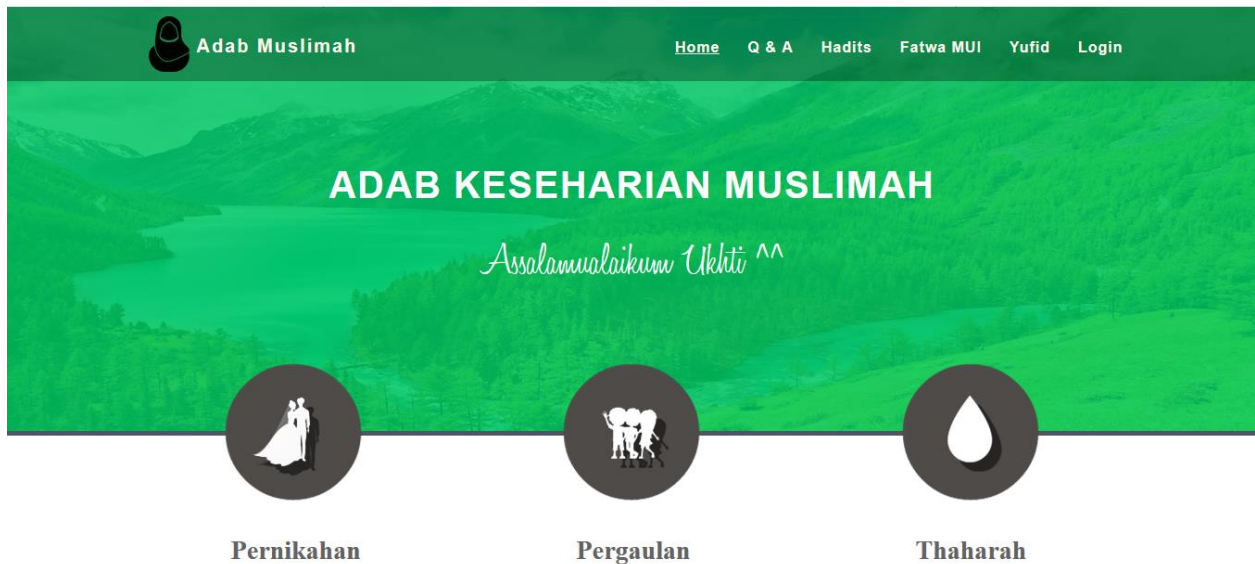 Adab Muslimah
Home Q & A Hadits Fatwa MUI Yufid Login
ADAB KESEHARIAN MUSLIMAH
Assalamualaikum Ukhti ^^
Pernikahan Pergaulan Thaharah